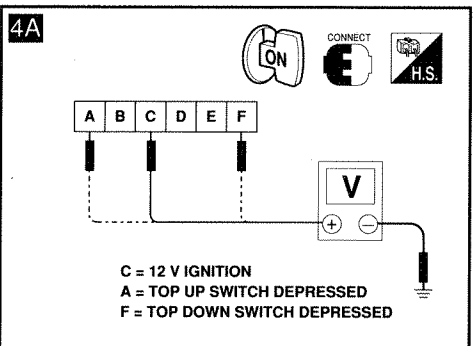 4A
ON
CONNECT
H.S.
A B C D E F
V
+ −
C = 12 V IGNITION
A = TOP UP SWITCH DEPRESSED
F = TOP DOWN SWITCH DEPRESSED